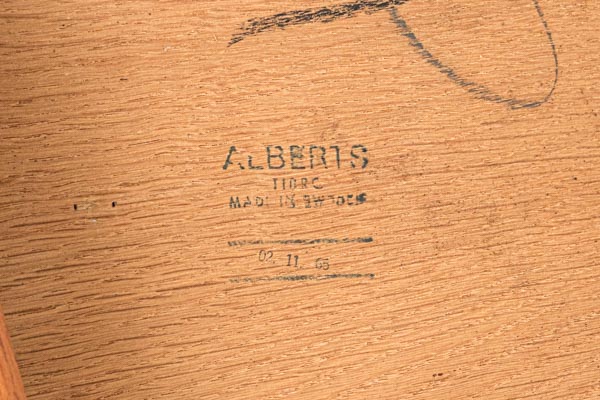 ALBERTS
TIBRO
MADE IN SWEDEN
02. 11. 65